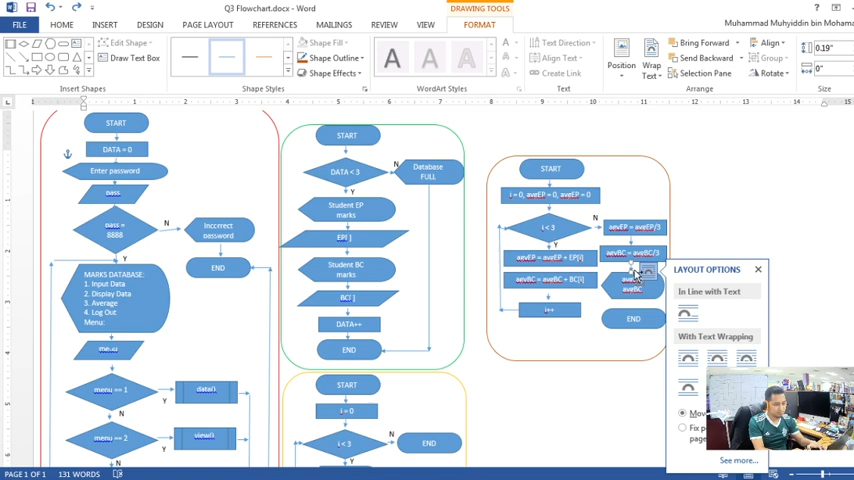 Q3 Flowchart.docx - Word
DRAWING TOOLS
FILE
HOME
INSERT
DESIGN
PAGE LAYOUT
REFERENCES
MAILINGS
REVIEW
VIEW
FORMAT
Muhammad Muhyiddin bin Mohama
Edit Shape
Draw Text Box
Insert Shapes
Shape Fill
Shape Outline
Shape Effects
Shape Styles
A
A
A
WordArt Styles
Text Direction
Align Text
Create Link
Text
Position
Wrap
Text
Bring Forward
Send Backward
Selection Pane
Align
Group
Rotate
Arrange
0.19"
0"
Size
START
DATA = 0
Enter password
pass
pass =
8888
N
Incorrect
password
Y
END
MARKS DATABASE:
1. Input Data
2. Display Data
3. Average
4. Log Out
Menu:
menu
menu == 1
Y
data()
N
menu == 2
Y
view()
N
START
DATA < 3
N
Database
FULL
Y
Student EP
marks
EP[ ]
Student BC
marks
BC[ ]
DATA++
END
START
i = 0
i < 3
N
END
Y
START
i = 0, aveEP = 0, aveEP = 0
i < 3
N
aevEP = aveEP/3
Y
aevBC = aveBC/3
aevEP = aveEP + EP[i]
aevBC = aveBC + BC[i]
aveBC
i++
END
LAYOUT OPTIONS
In Line with Text
With Text Wrapping
Mov
Fix p
page
See more...
PAGE 1 OF 1
131 WORDS